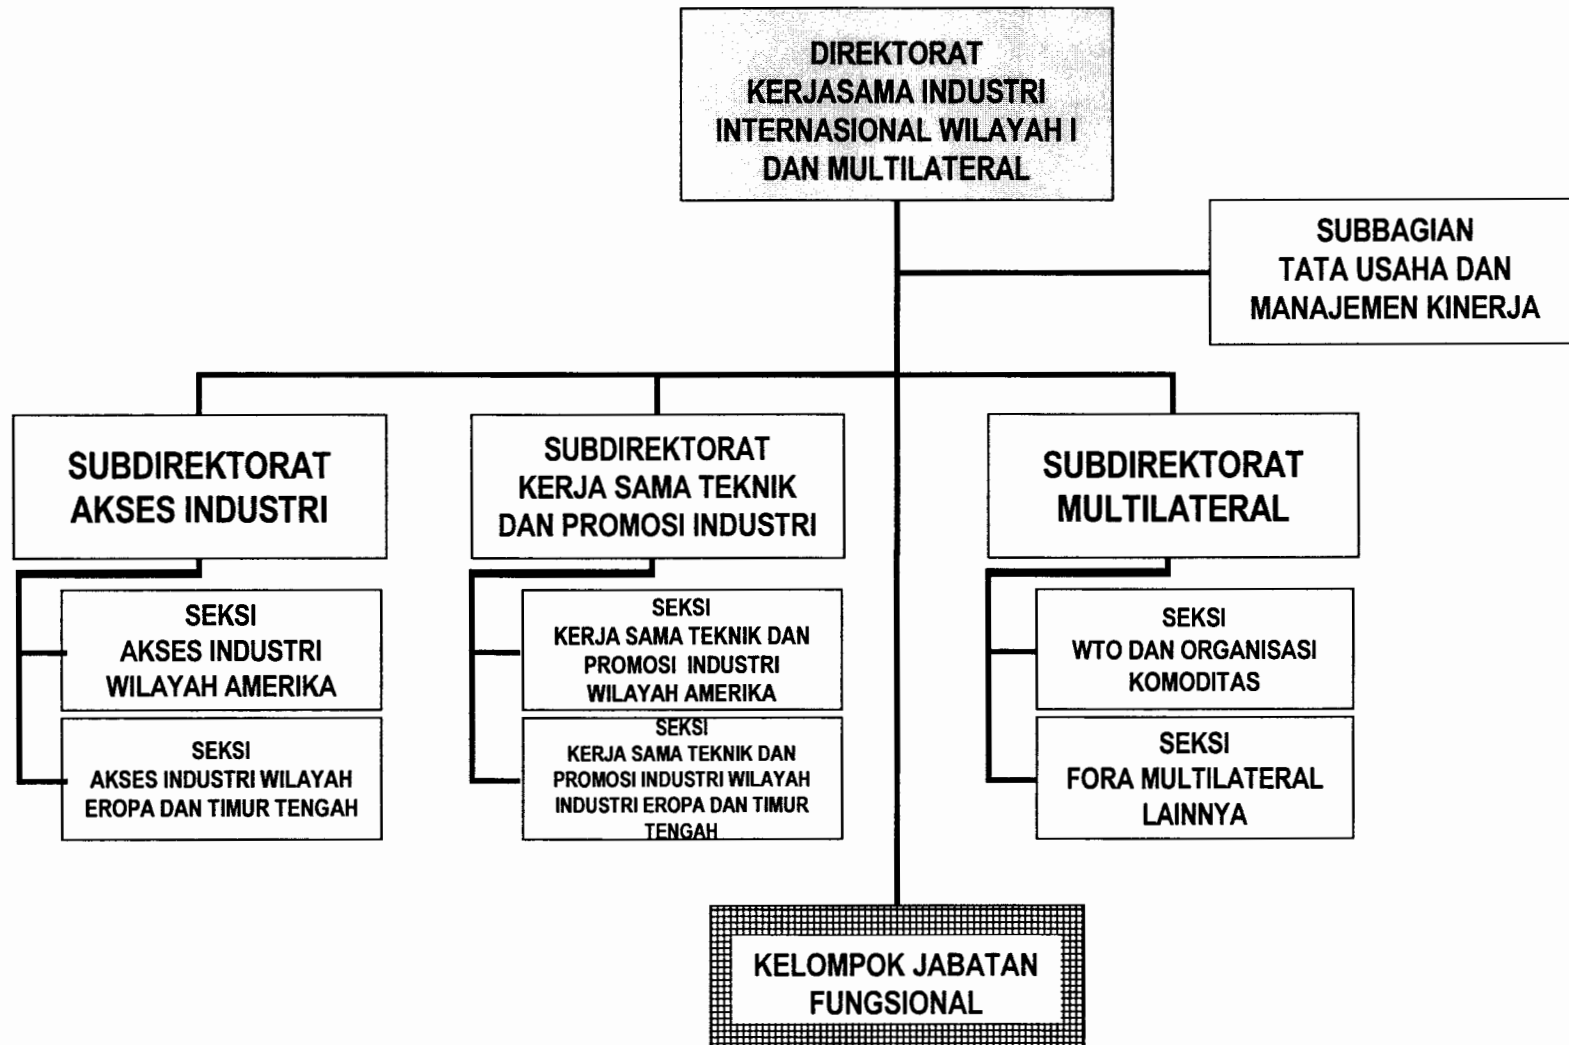 DIREKTORAT
KERJASAMA INDUSTRI
INTERNASIONAL WILAYAH I
DAN MULTILATERAL
SUBBAGIAN
TATA USAHA DAN
MANAJEMEN KINERJA
SUBDIREKTORAT
AKSES INDUSTRI
SUBDIREKTORAT
KERJA SAMA TEKNIK
DAN PROMOSI INDUSTRI
SUBDIREKTORAT
MULTILATERAL
SEKSI
AKSES INDUSTRI
WILAYAH AMERIKA
SEKSI
KERJA SAMA TEKNIK DAN
PROMOSI INDUSTRI
WILAYAH AMERIKA
SEKSI
WTO DAN ORGANISASI
KOMODITAS
SEKSI
AKSES INDUSTRI WILAYAH
EROPA DAN TIMUR TENGAH
SEKSI
KERJA SAMA TEKNIK DAN
PROMOSI INDUSTRI WILAYAH
INDUSTRI EROPA DAN TIMUR
TENGAH
SEKSI
FORA MULTILATERAL
LAINNYA
KELOMPOK JABATAN
FUNGSIONAL